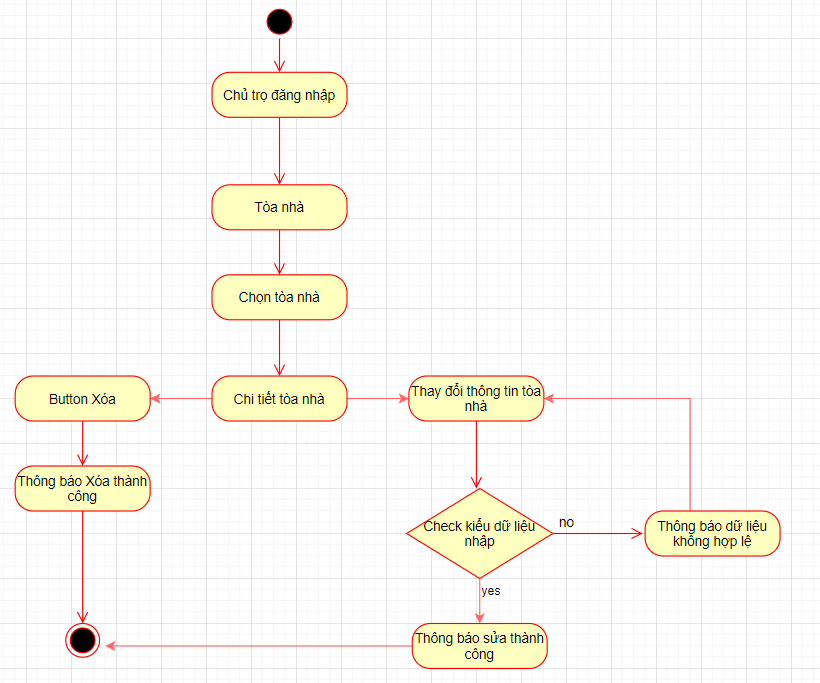 Chủ trọ đăng nhập
Tòa nhà
Chọn tòa nhà
Button Xóa
Chi tiết tòa nhà
Thay đổi thông tin tòa
nhà
Thông báo Xóa thành
công
Check kiểu dữ liệu
nhập
no
Thông báo dữ liệu
không hợp lệ
yes
Thông báo sửa thành
công